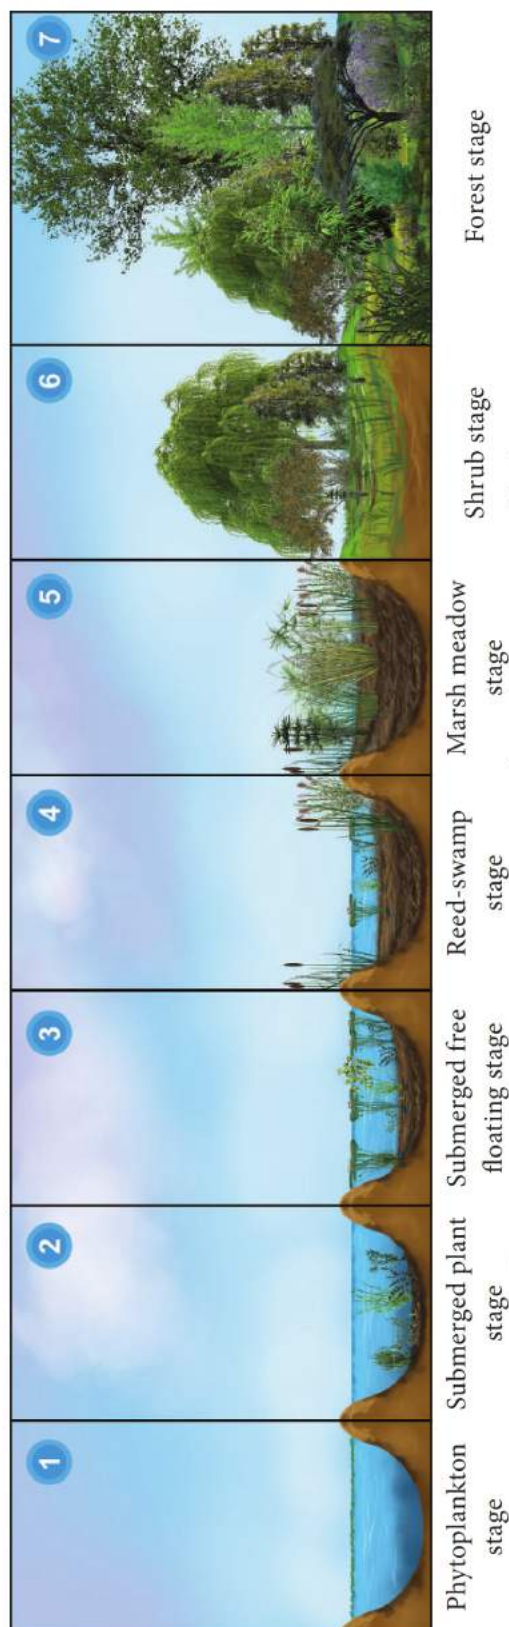 1
2
3
4
5
6
7
Phytoplankton
stage
Submerged plant
stage
Submerged free
floating stage
Reed-swamp
stage
Marsh meadow
stage
Shrub stage
Forest stage